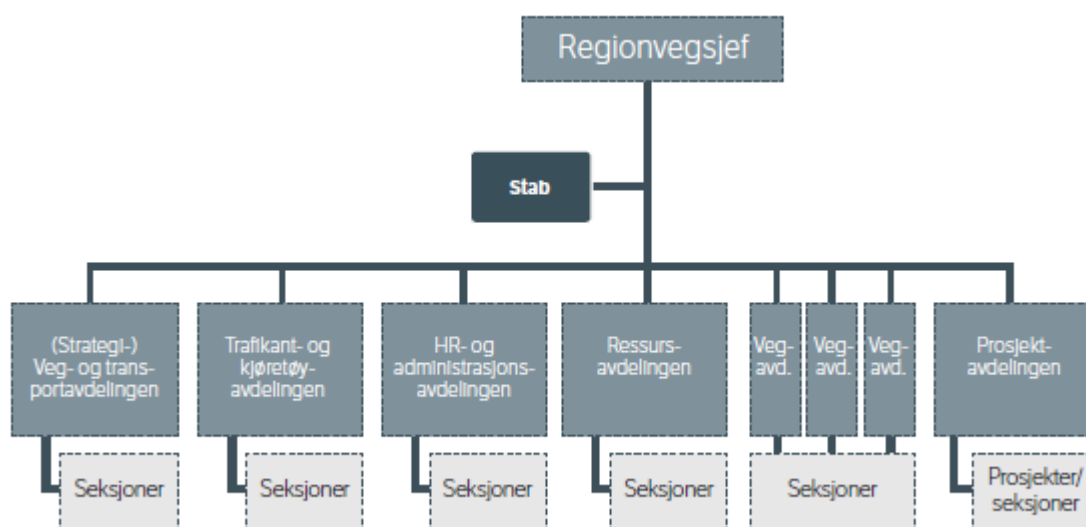 Regionvegsjef
Stab
(Strategi-)
Veg- og trans-
portavdelingen
Trafikant- og
kjøretøy-
avdelingen
HR- og
administrasjons-
avdelingen
Ressurs-
avdelingen
Veg-
avd.
Veg-
avd.
Veg-
avd.
Prosjekt-
avdelingen
Seksjoner
Seksjoner
Seksjoner
Seksjoner
Seksjoner
Prosjekter/
seksjoner